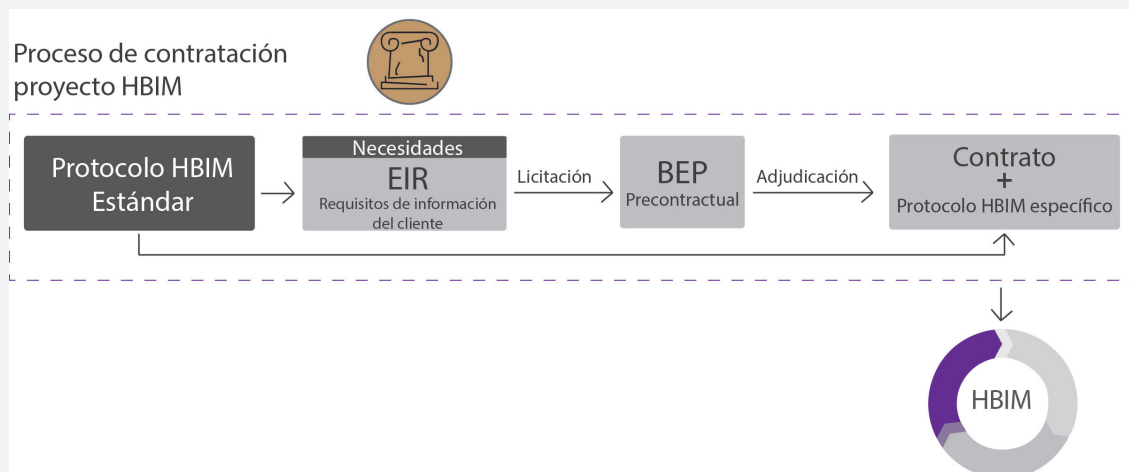 Proceso de contratación
proyecto HBIM
Protocolo HBIM
Estándar
Necesidades
EIR
Requisitos de información
del cliente
Licitación
BEP
Precontractual
Adjudicación
Contrato
+
Protocolo HBIM específico
HBIM